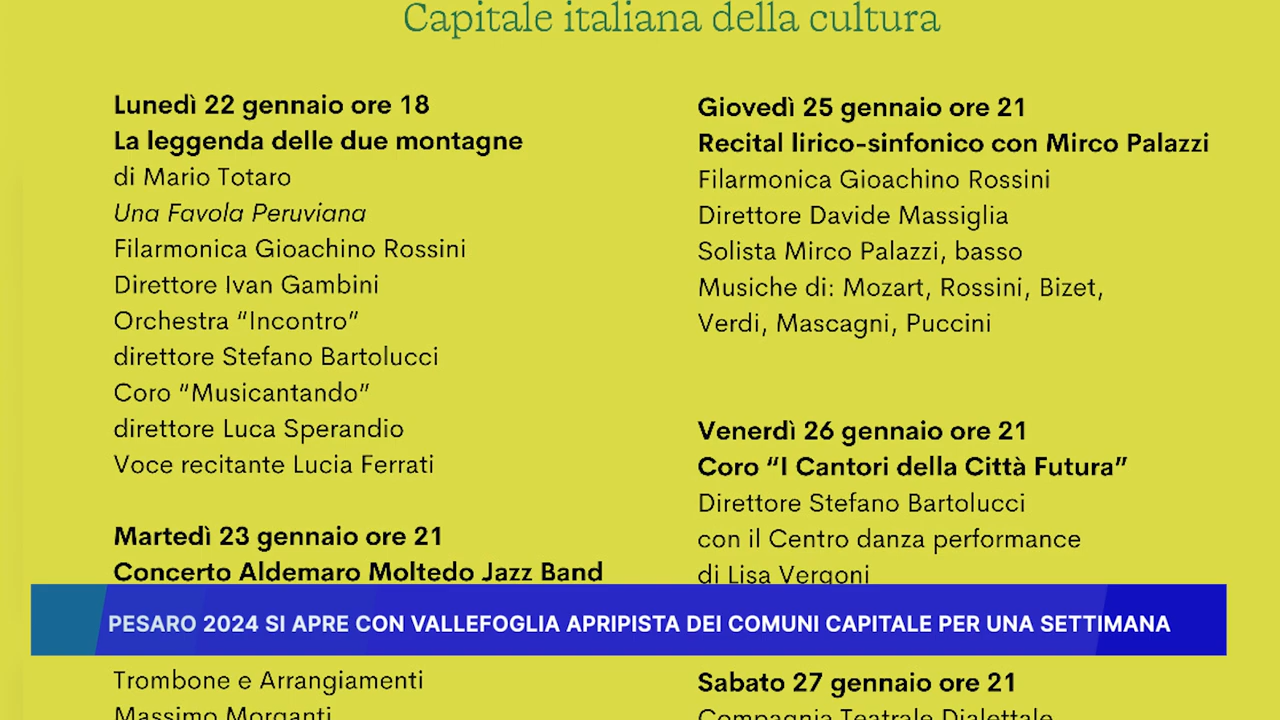 Capitale italiana della cultura
Lunedì 22 gennaio ore 18
La leggenda delle due montagne
di Mario Totaro
Una Favola Peruviana
Filarmonica Gioachino Rossini
Direttore Ivan Gambini
Orchestra “Incontro”
direttore Stefano Bartolucci
Coro “Musicantando”
direttore Luca Sperandio
Voce recitante Lucia Ferrati
Martedì 23 gennaio ore 21
Concerto Aldemaro Moltedo Jazz Band
Trombone e Arrangiamenti
Massimo Morganti
Giovedì 25 gennaio ore 21
Recital lirico-sinfonico con Mirco Palazzi
Filarmonica Gioachino Rossini
Direttore Davide Massiglia
Solista Mirco Palazzi, basso
Musiche di: Mozart, Rossini, Bizet,
Verdi, Mascagni, Puccini
Venerdì 26 gennaio ore 21
Coro “I Cantori della Città Futura”
Direttore Stefano Bartolucci
con il Centro danza performance
di Lisa Vergoni
Sabato 27 gennaio ore 21
Compagnia Teatrale Dialettale
PESARO 2024 SI APRE CON VALLEFOGLIA APRIPISTA DEI COMUNI CAPITALE PER UNA SETTIMANA